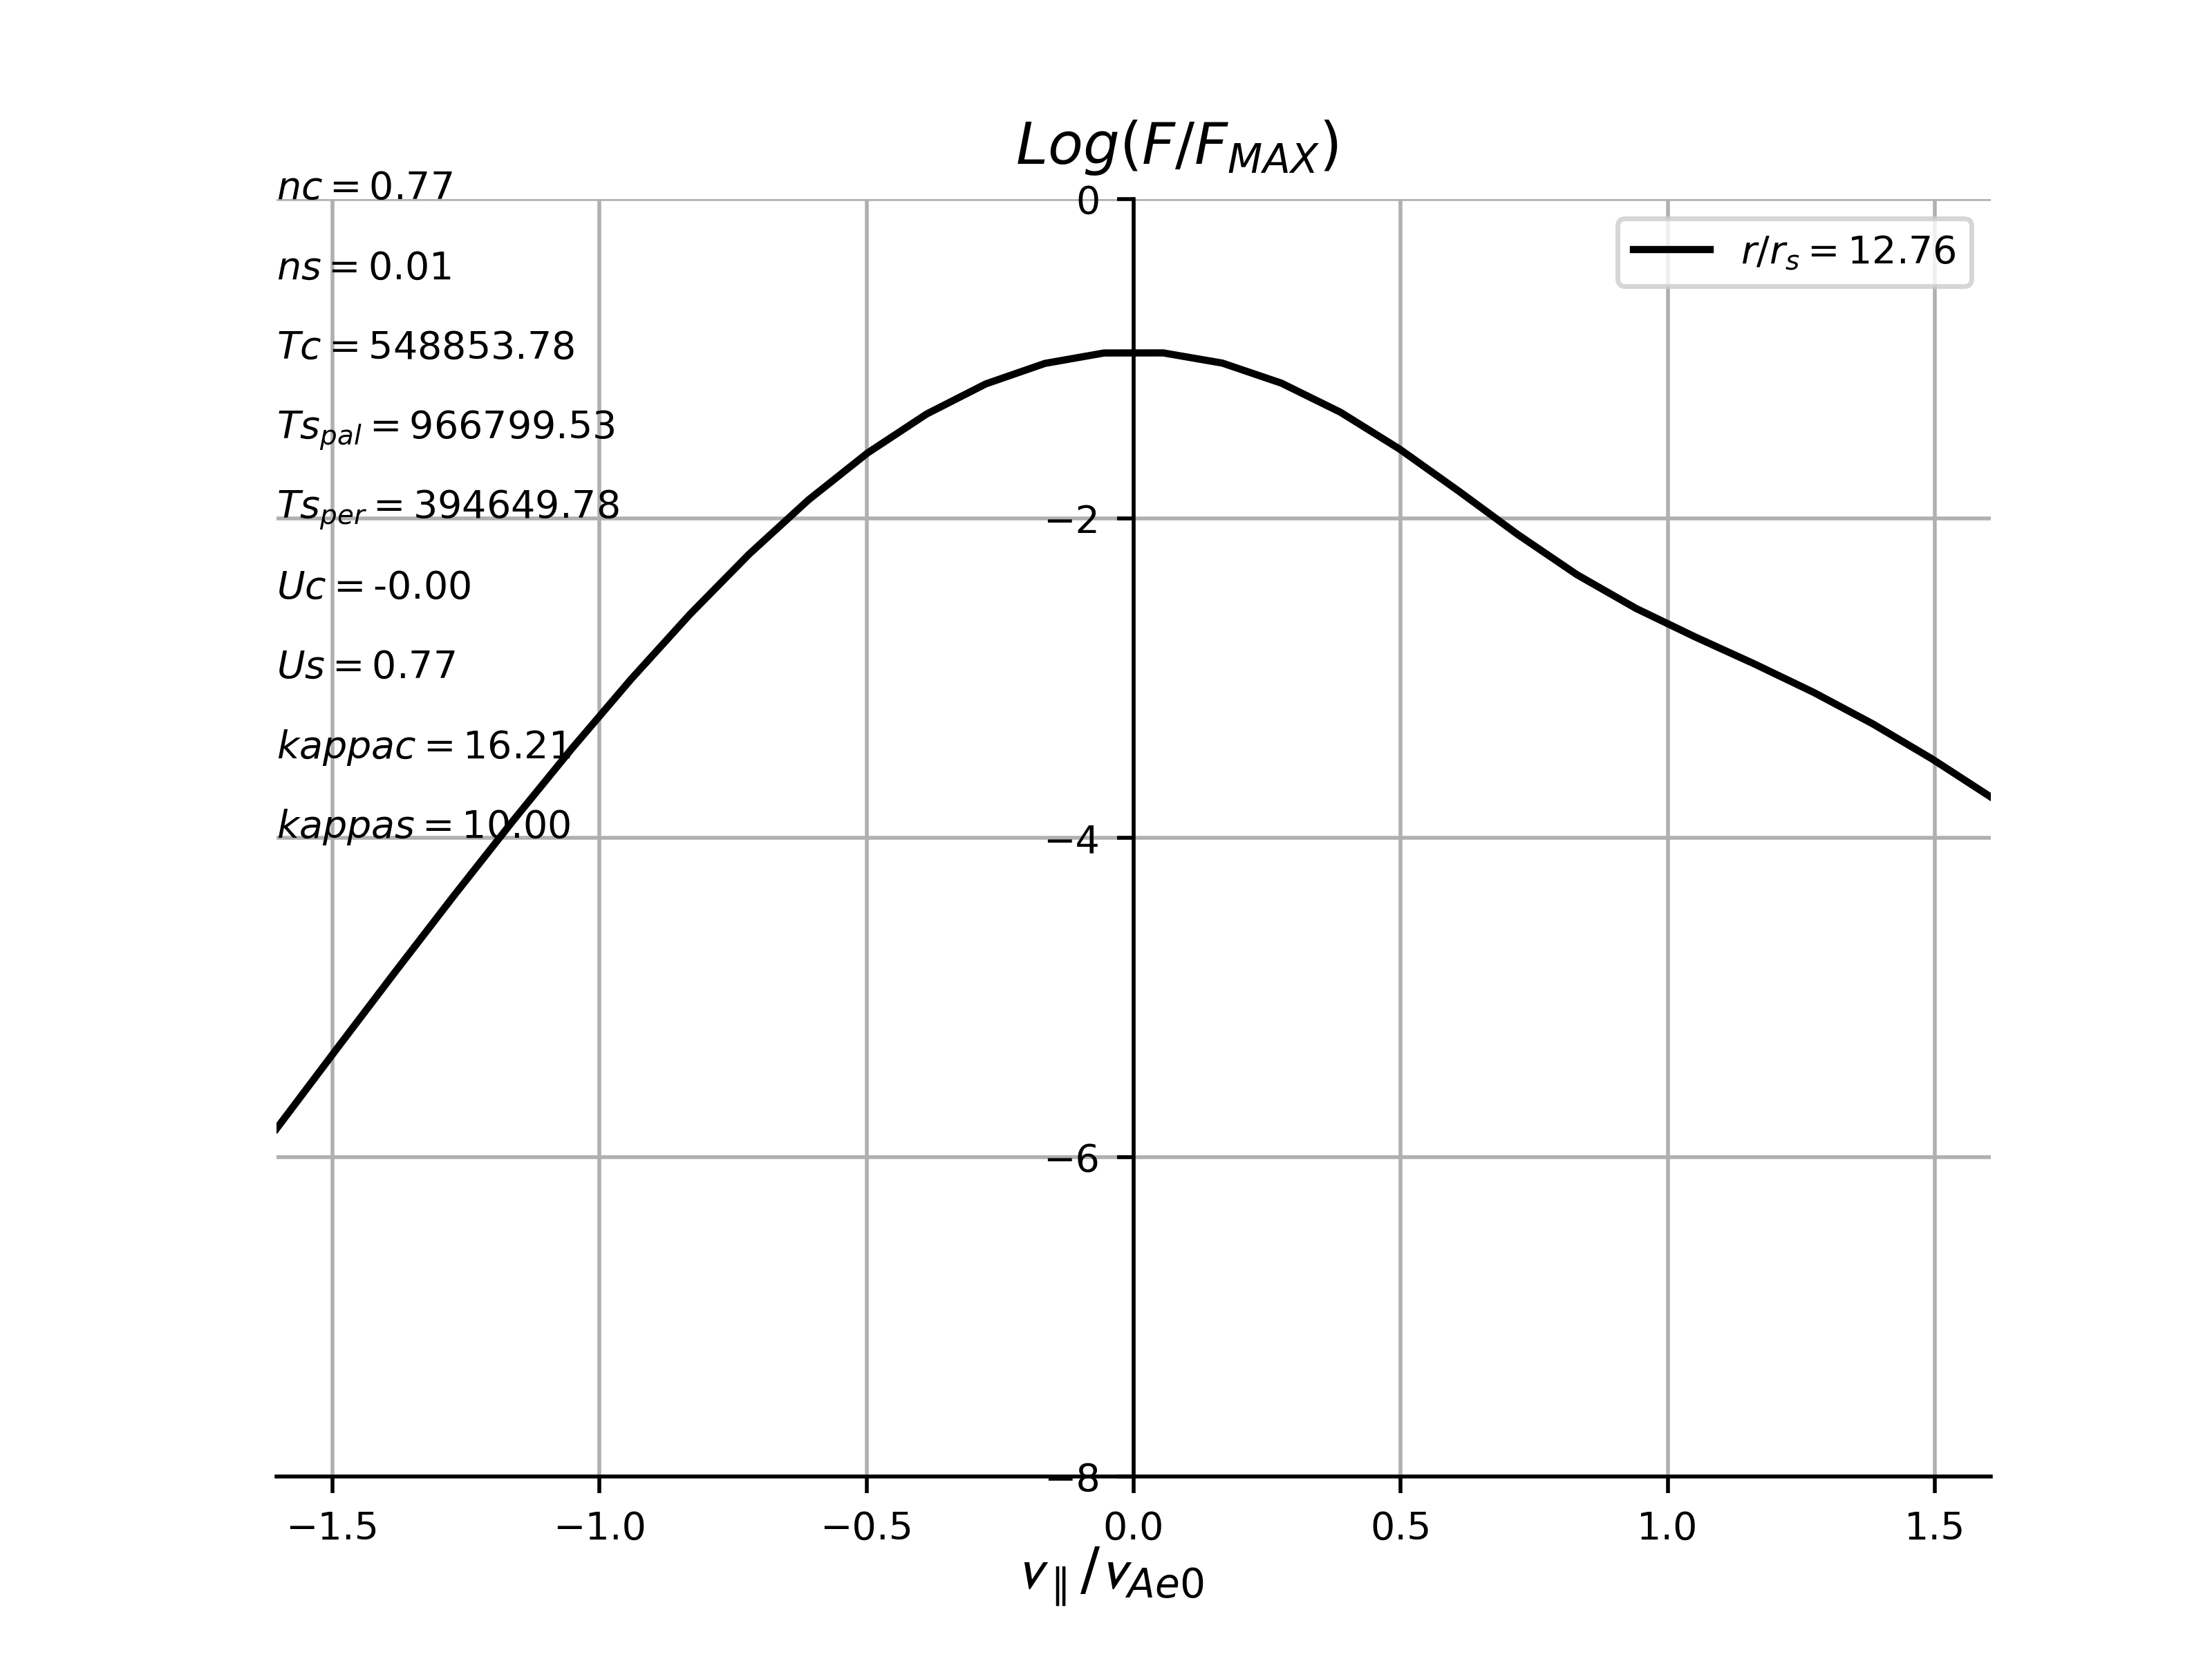 Log(F/F_MAX)
nc = 0.77
0
r/r_s = 12.76
ns = 0.01
Tc = 548853.78
Ts_pal = 966799.53
Ts_per = 394649.78
−2
Uc = -0.00
Us = 0.77
kappac = 16.21
kappas = 10.00
−4
−6
−8
−1.5 −1.0 −0.5 0.0 0.5 1.0 1.5
v_∥/v_Ae0